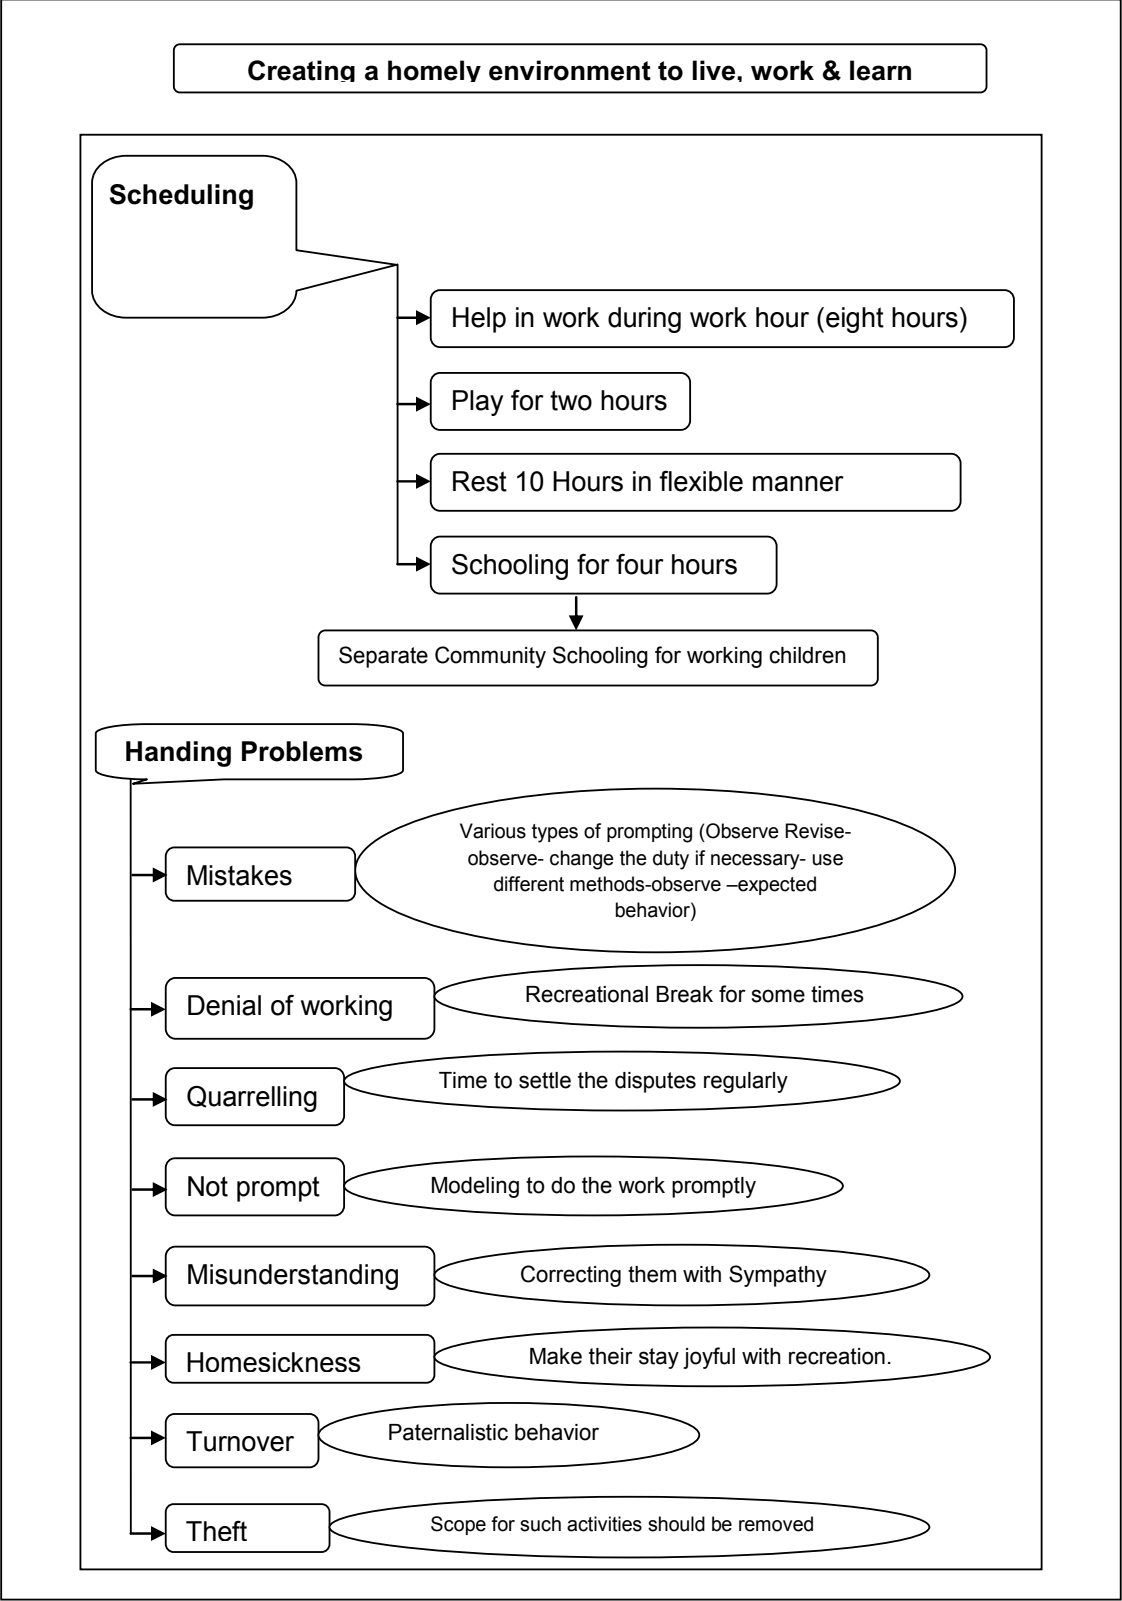 Creating a homely environment to live, work & learn
Scheduling
Help in work during work hour (eight hours)
Play for two hours
Rest 10 Hours in flexible manner
Schooling for four hours
Separate Community Schooling for working children
Handing Problems
Various types of prompting (Observe Revise-
observe- change the duty if necessary- use
different methods-observe –expected
behavior)
Mistakes
Recreational Break for some times
Denial of working
Time to settle the disputes regularly
Quarrelling
Not prompt
Modeling to do the work promptly
Misunderstanding
Correcting them with Sympathy
Homesickness
Make their stay joyful with recreation.
Turnover
Paternalistic behavior
Theft
Scope for such activities should be removed